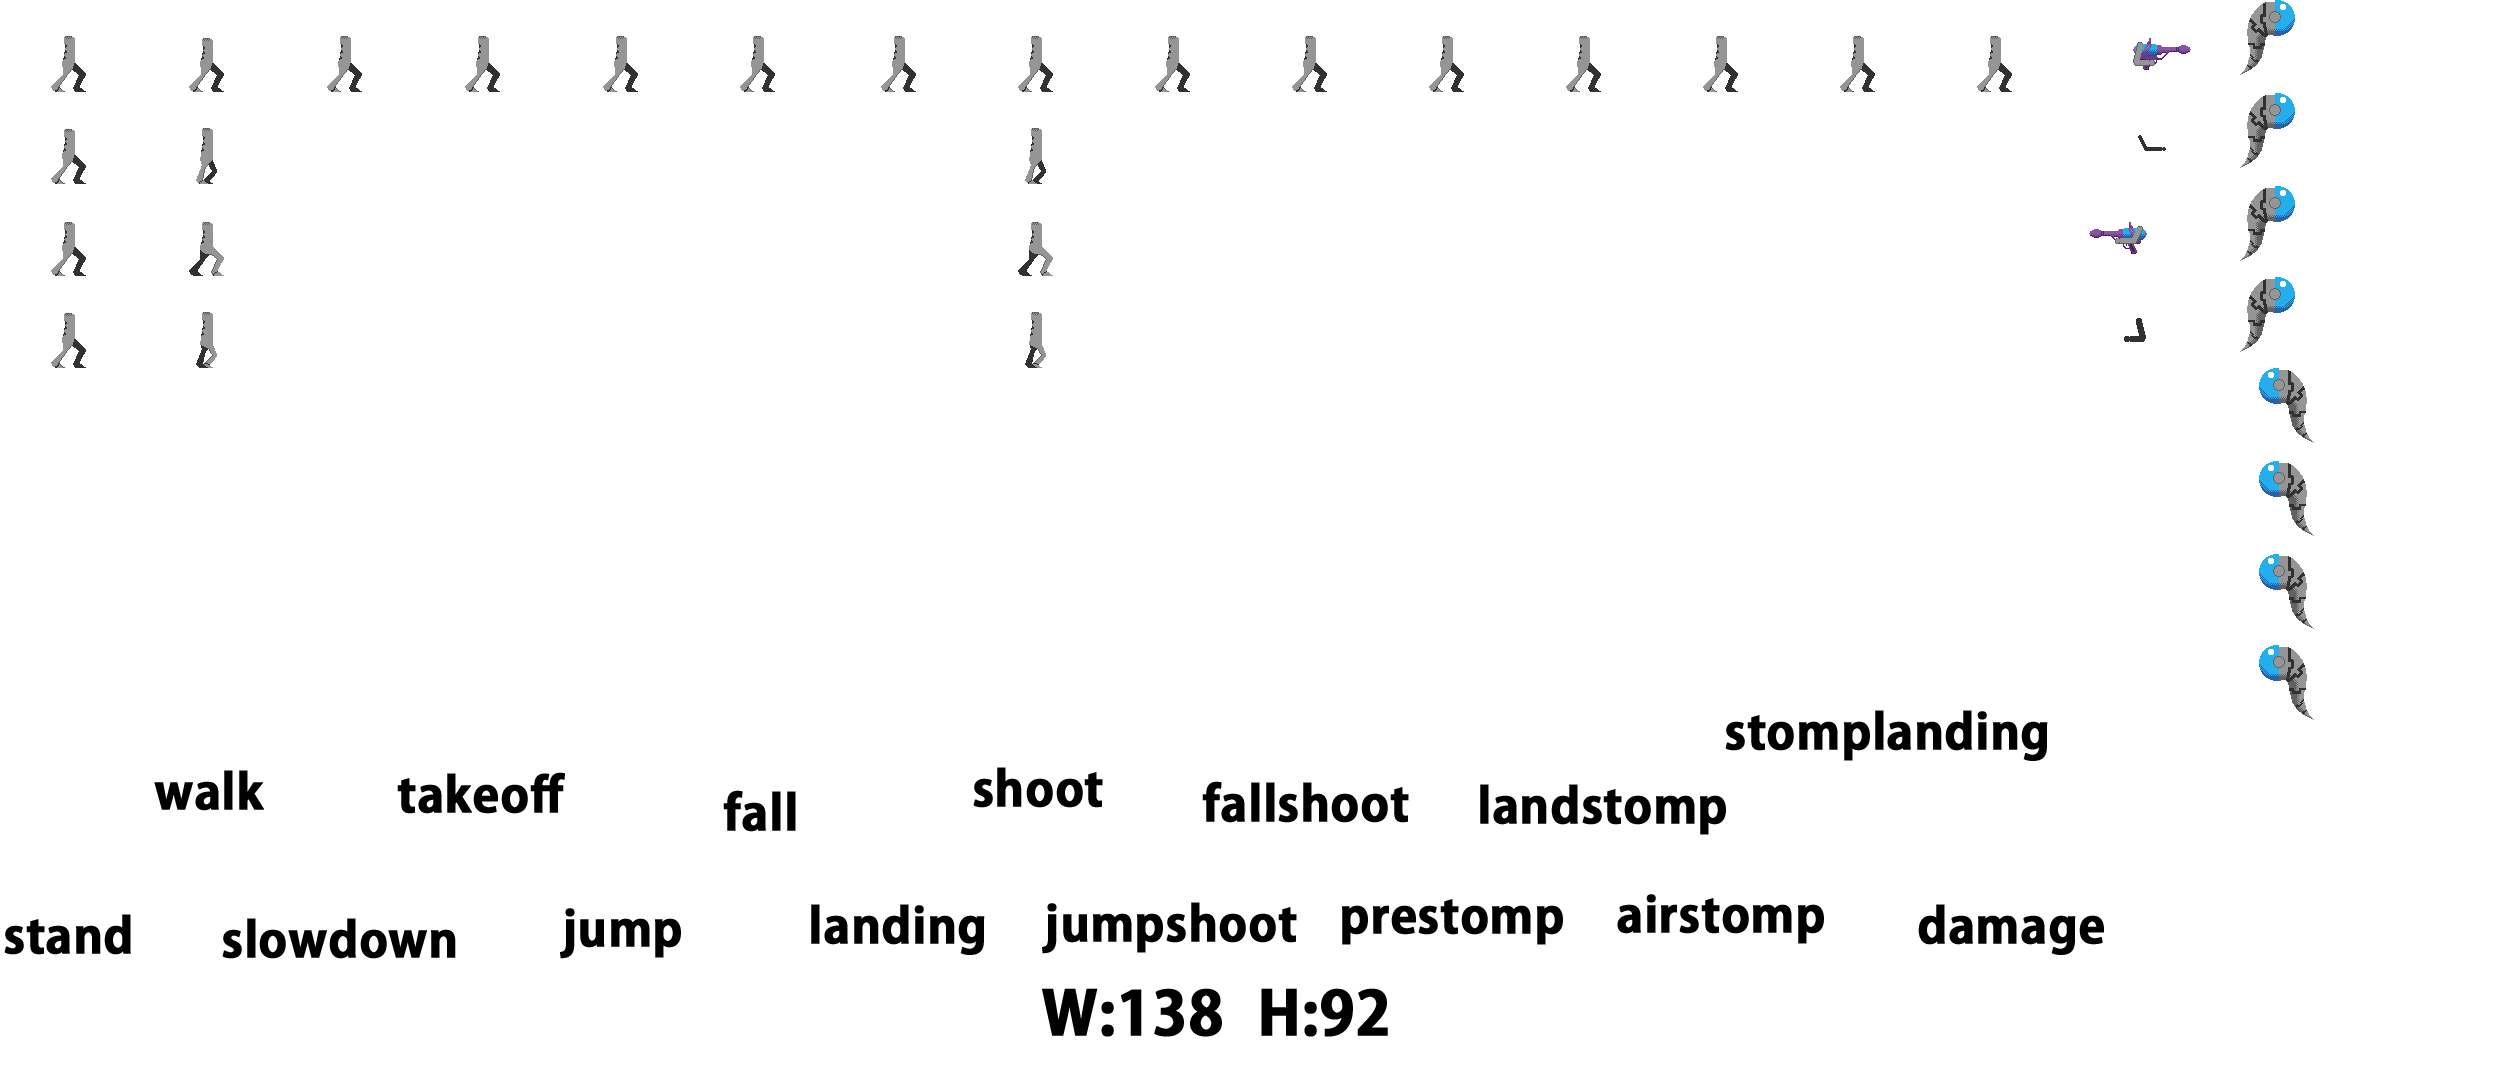 stomplanding
walk takeoff fall shoot fallshoot landstomp
stand slowdown jump landing jumpshoot prestomp airstomp damage
W:138 H:92